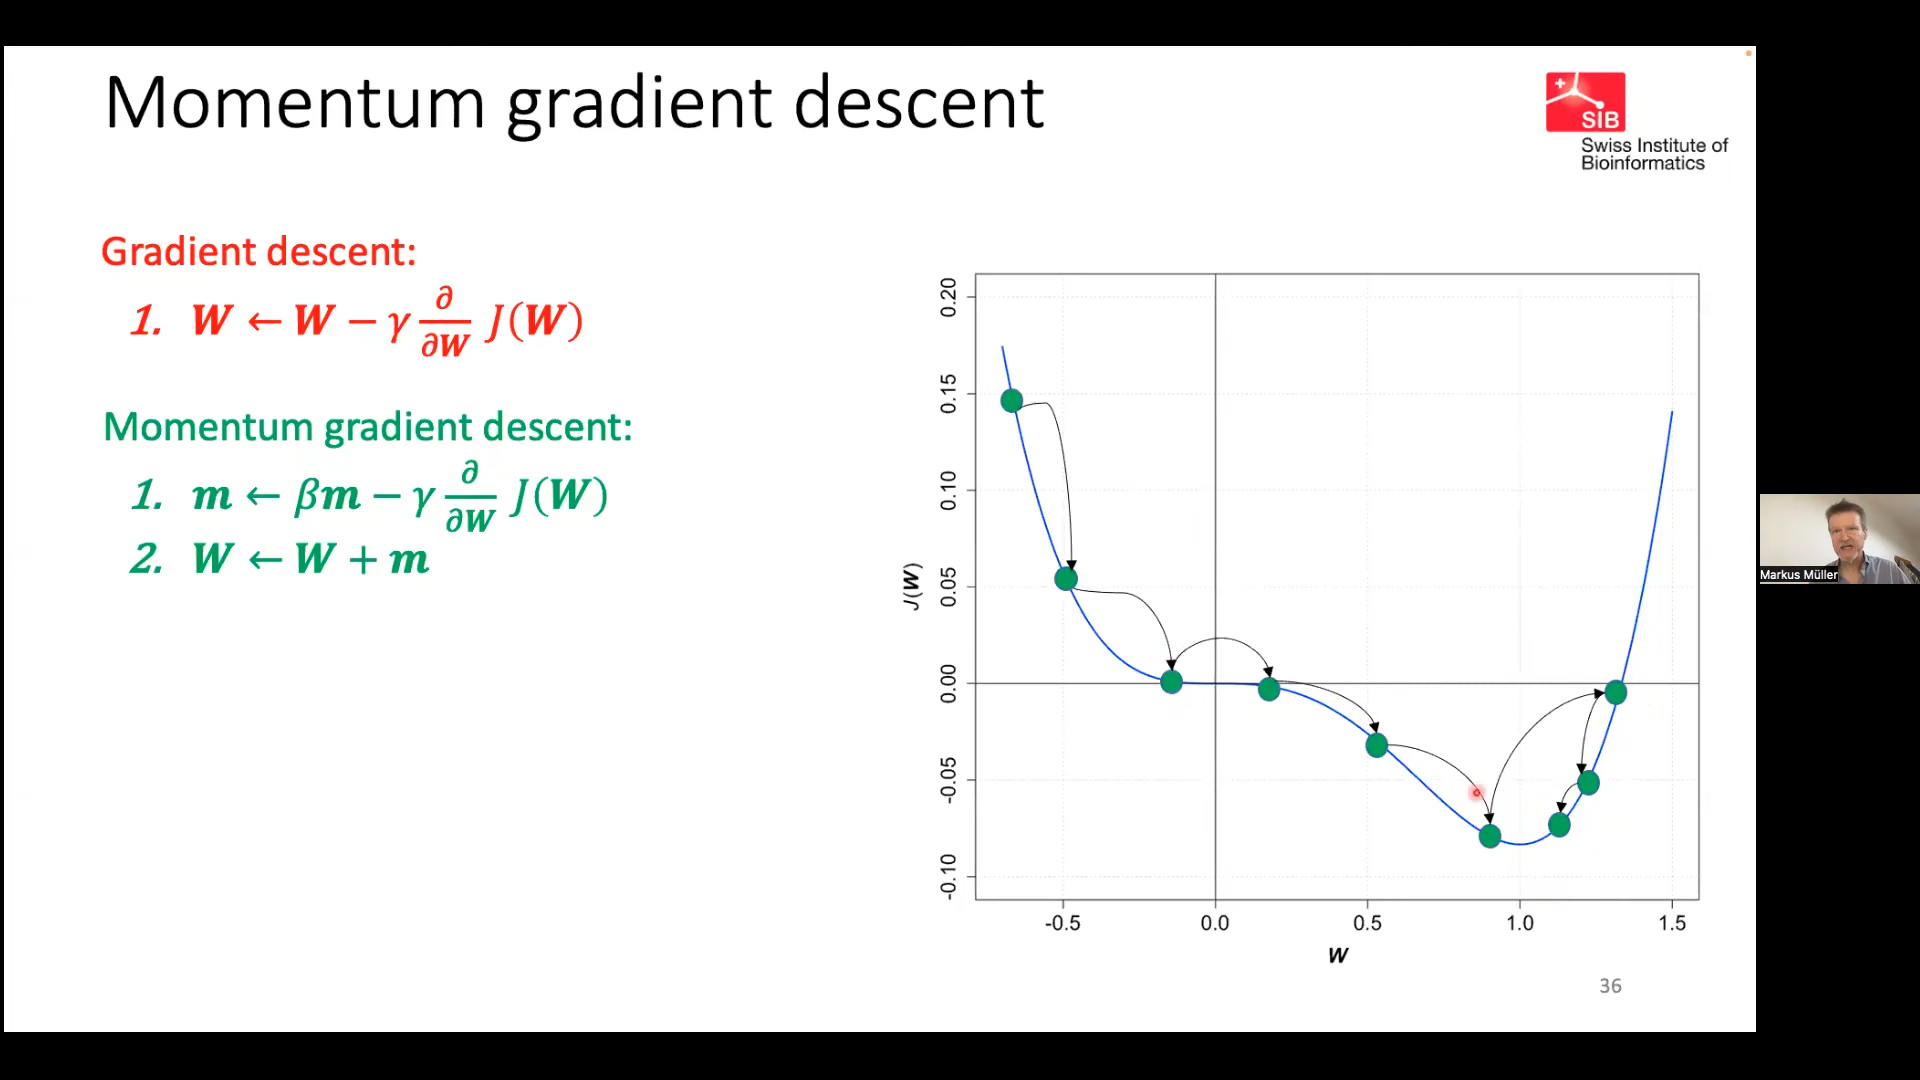 Momentum gradient descent
SIB
Swiss Institute of
Bioinformatics
Gradient descent:
1. W ← W − γ ∂/∂W J(W)
Momentum gradient descent:
1. m ← βm − γ ∂/∂W J(W)
2. W ← W + m
J(W)
0.20
0.15
0.10
0.05
0.00
-0.05
-0.10
-0.5 0.0 0.5 1.0 1.5
W
36
Markus Müller